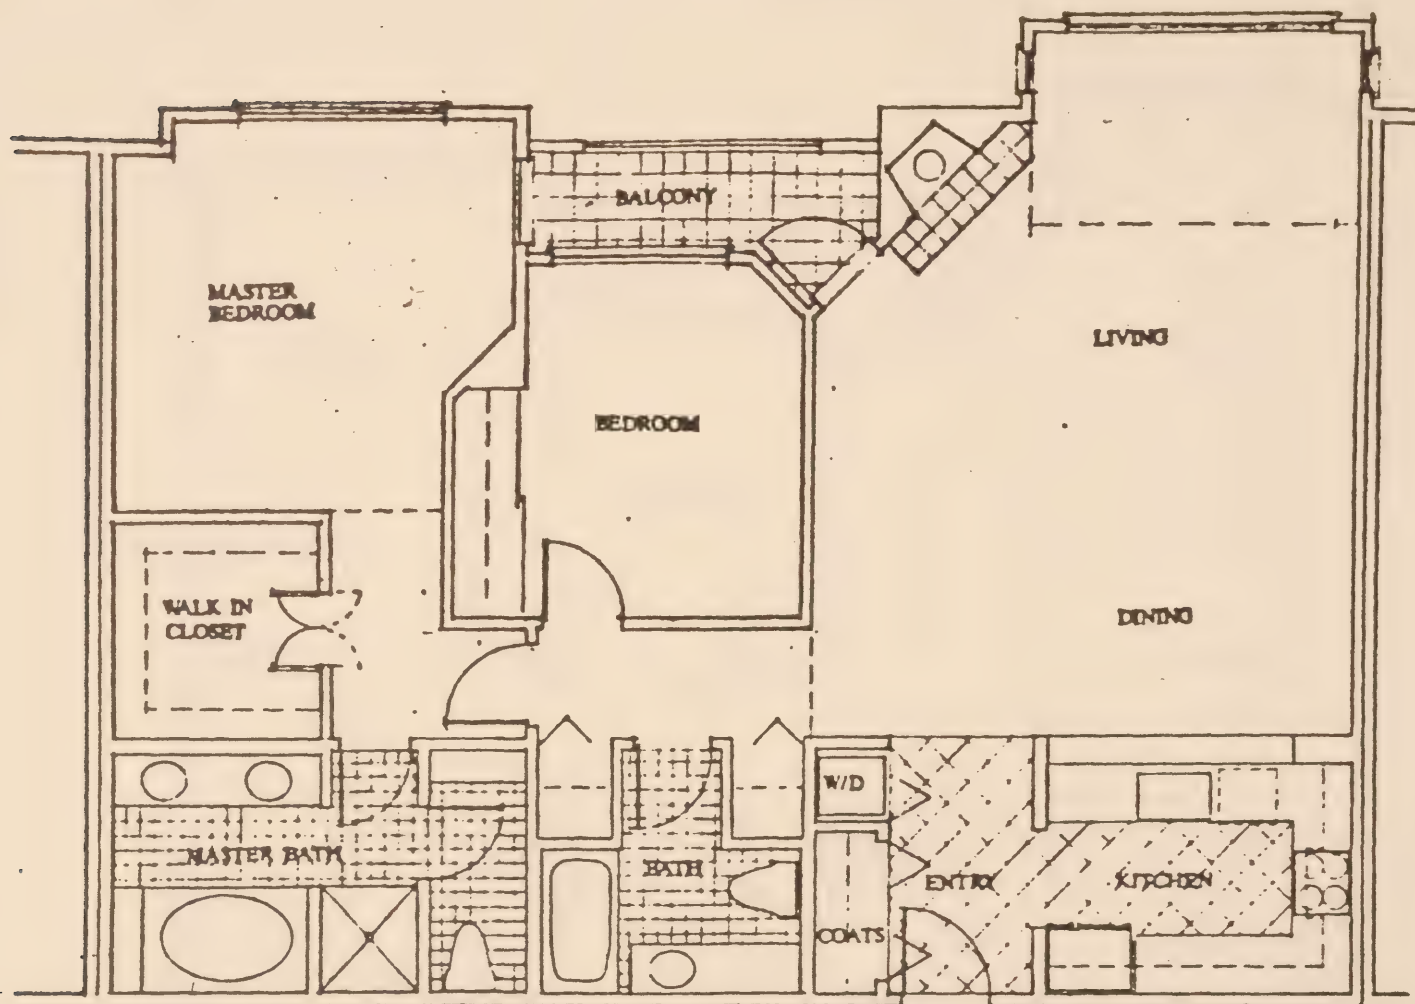 BALCONY
MASTER
BEDROOM
LIVING
BEDROOM
WALK IN
CLOSET
DINING
W/D
MASTER BATH
BATH
ENTRY
KITCHEN
COATS